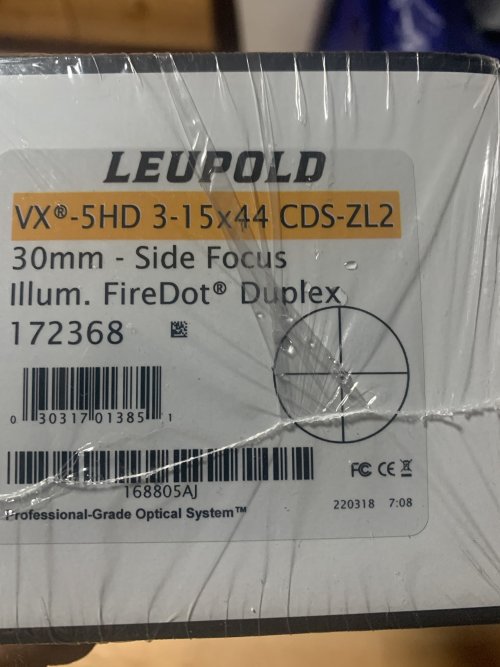 LEUPOLD
VX®-5HD 3-15x44 CDS-ZL2
30mm - Side Focus
Illum. FireDot® Duplex
172368
0 30317 01385 1
168805AJ
FC CE
Professional-Grade Optical System™
220318 7:08